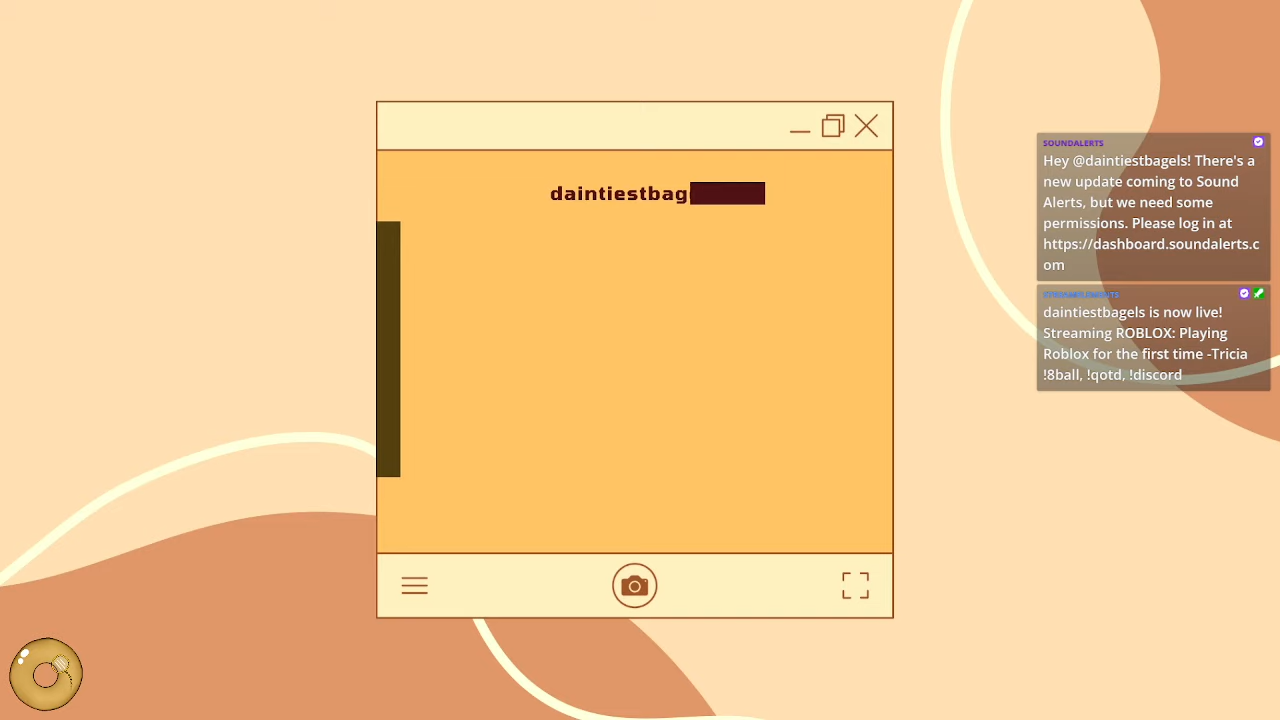 daintiestbag
SOUNDALERTS
Hey @daintiestbagels! There's a
new update coming to Sound
Alerts, but we need some
permissions. Please log in at
https://dashboard.soundalerts.c
om
STREAMELEMENTS
daintiestbagels is now live!
Streaming ROBLOX: Playing
Roblox for the first time -Tricia
!8ball, !qotd, !discord